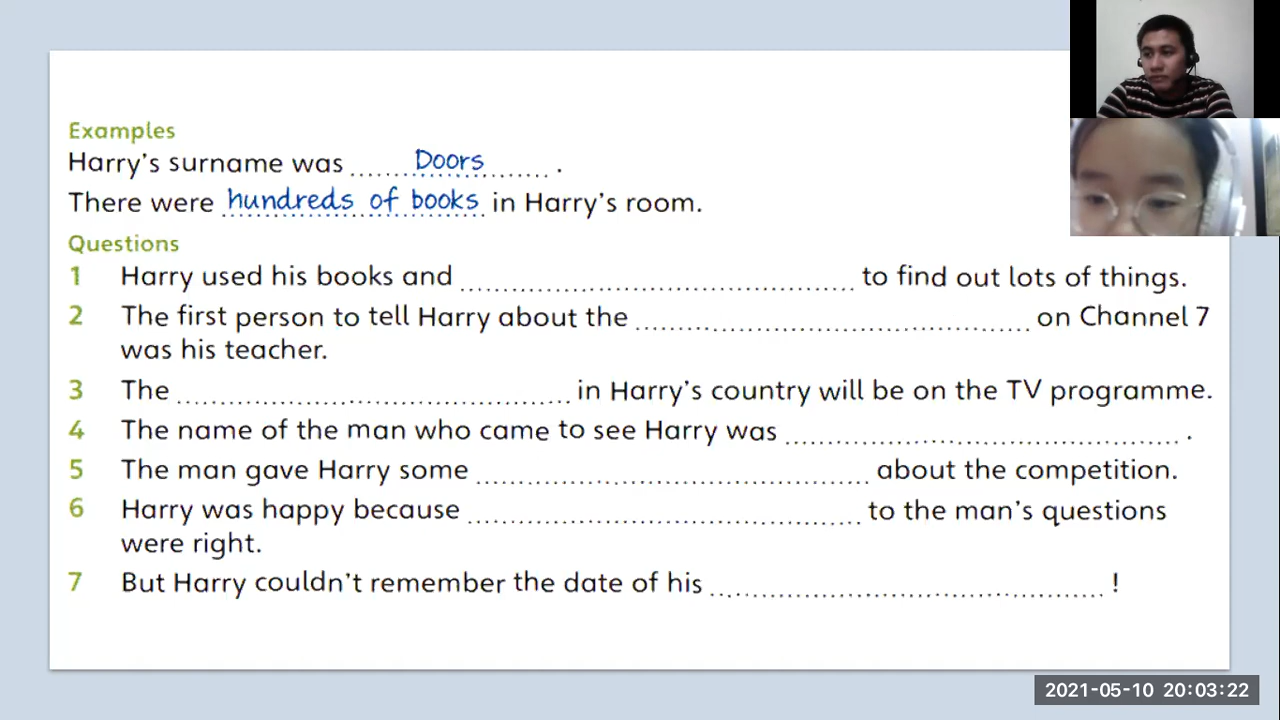 Examples
Harry's surname was Doors .
There were hundreds of books in Harry's room.
Questions
1 Harry used his books and ........................................ to find out lots of things.
2 The first person to tell Harry about the ........................................ on Channel 7
was his teacher.
3 The ........................................ in Harry's country will be on the TV programme.
4 The name of the man who came to see Harry was ........................................ .
5 The man gave Harry some ........................................ about the competition.
6 Harry was happy because ........................................ to the man's questions
were right.
7 But Harry couldn't remember the date of his ........................................ !
2021-05-10 20:03:22